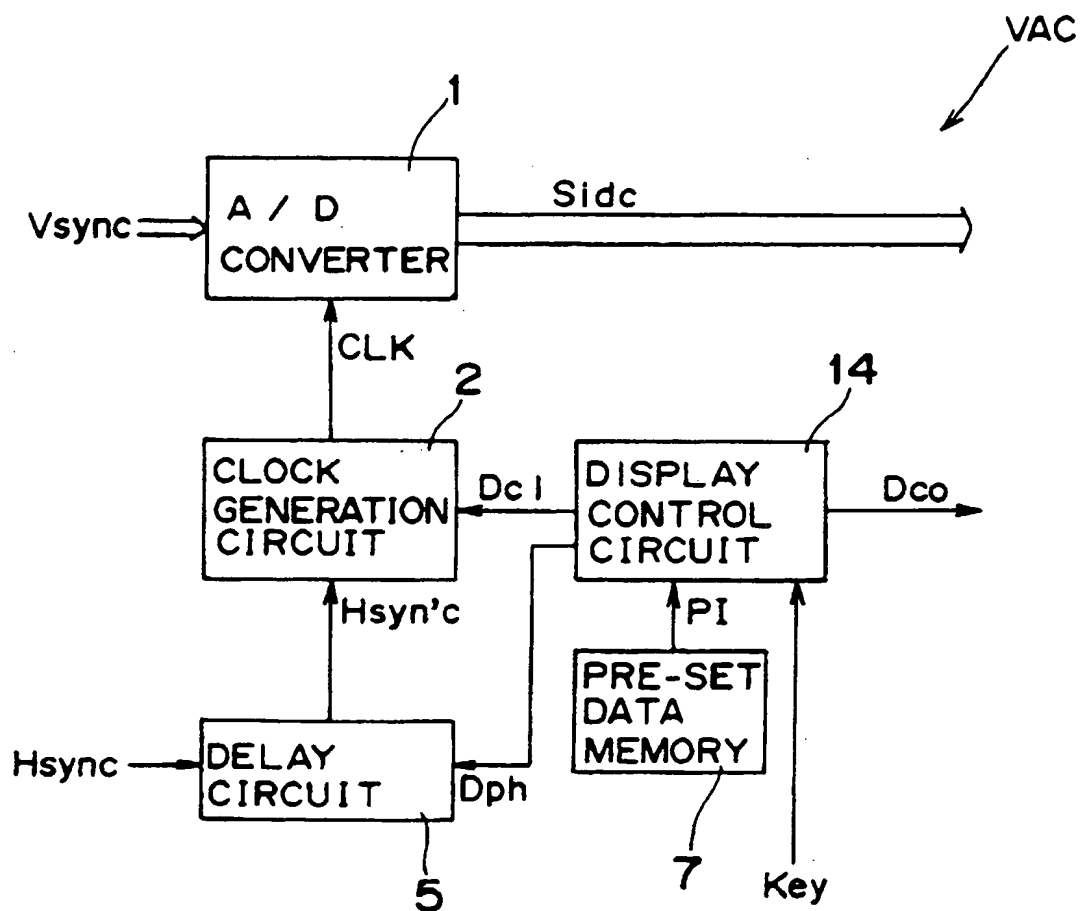 VAC
1
A / D
CONVERTER
Vsync
Sidc
CLK
2
14
CLOCK
GENERATION
CIRCUIT
Dcl
DISPLAY
CONTROL
CIRCUIT
Dco
Hsyn'c
PI
PRE-SET
DATA
MEMORY
Hsync
DELAY
CIRCUIT
Dph
5
7
Key